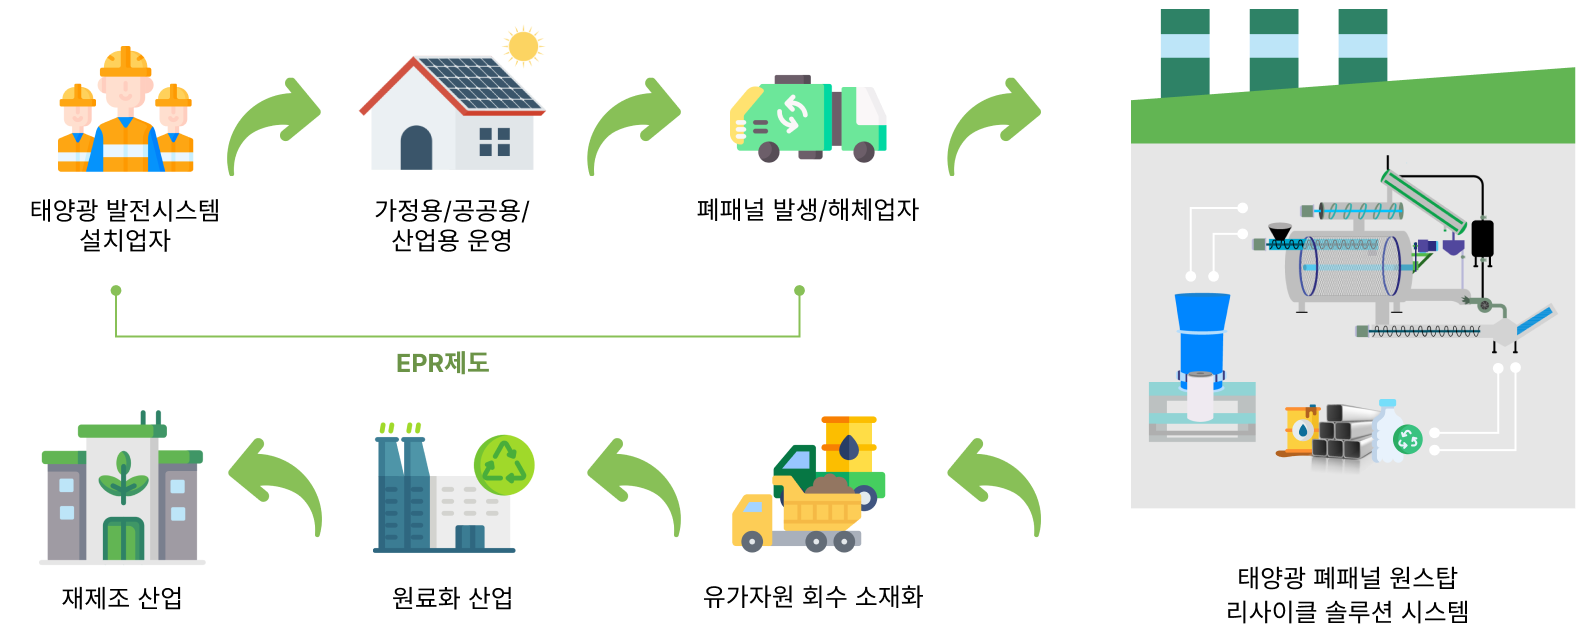 태양광 발전시스템
설치업자
가정용/공공용/
산업용 운영
폐패널 발생/해체업자
EPR제도
태양광 폐패널 원스탑
리사이클 솔루션 시스템
유가자원 회수 소재화
원료화 산업
재제조 산업